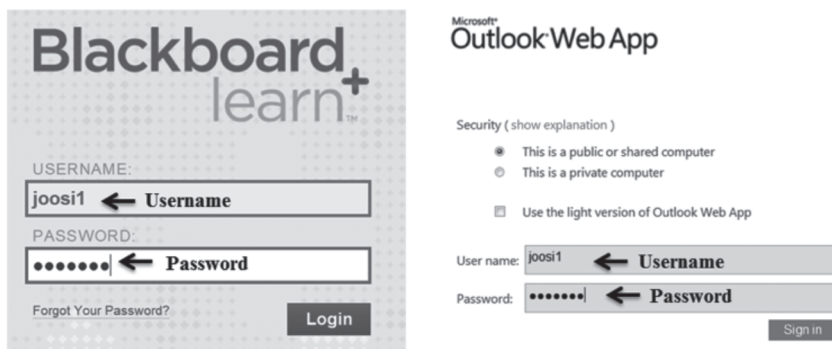 Blackboard
learn+™
USERNAME:
joosi1 Username
PASSWORD:
●●●●●●● Password
Forgot Your Password?
Login
Microsoft®
Outlook Web App
Security ( show explanation )
This is a public or shared computer
This is a private computer
Use the light version of Outlook Web App
User name: joosi1 Username
Password: ●●●●●●● Password
Sign in